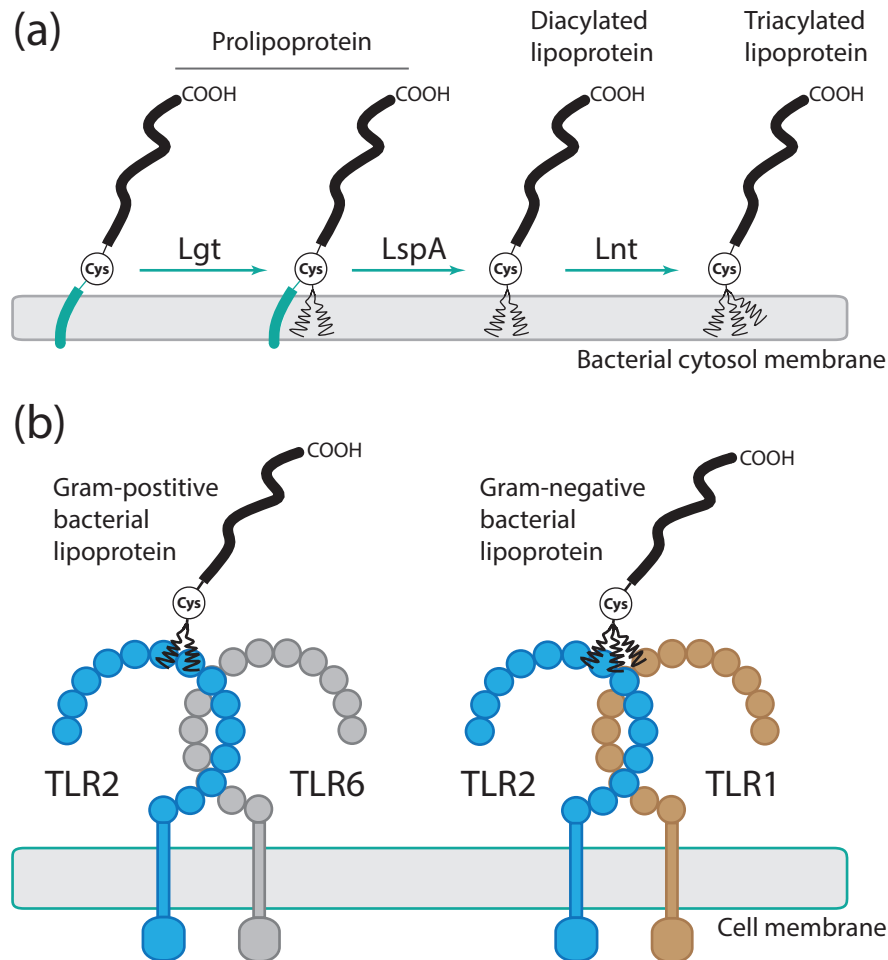 (a)
Prolipoprotein
Diacylated
lipoprotein
Triacylated
lipoprotein
COOH
COOH
COOH
COOH
Lgt
LspA
Lnt
Cys
Cys
Cys
Cys
Bacterial cytosol membrane
(b)
COOH
COOH
Gram-postitive
bacterial
lipoprotein
Gram-negative
bacterial
lipoprotein
Cys
Cys
TLR2
TLR6
TLR2
TLR1
Cell membrane